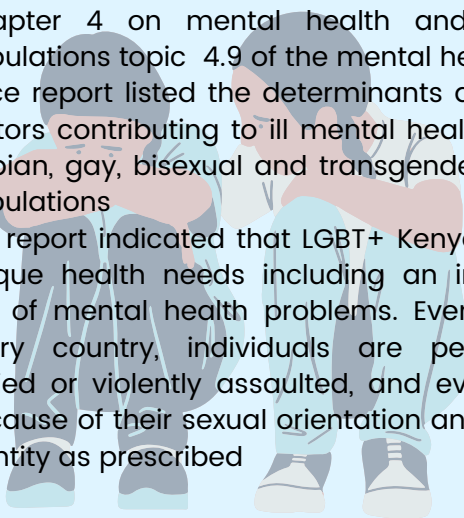 apter 4 on mental health and
pulations topic 4.9 of the mental he
ce report listed the determinants o
tors contributing to ill mental heal
bian, gay, bisexual and transgende
pulations
report indicated that LGBT+ Keny
que health needs including an i
of mental health problems. Ever
ry country, individuals are pe
ied or violently assaulted, and ev
cause of their sexual orientation an
ntity as prescribed